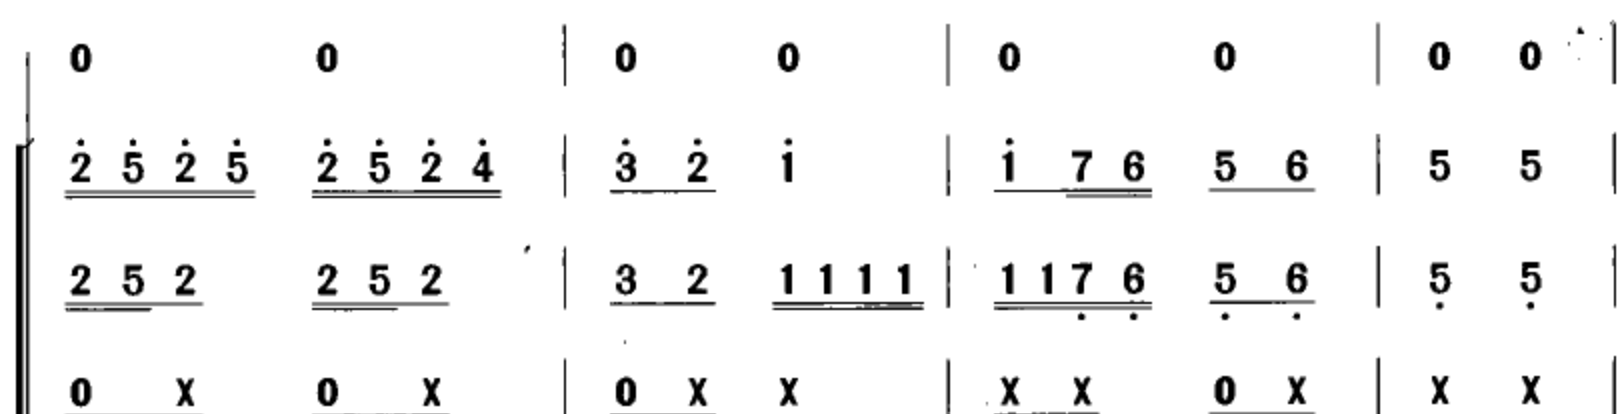 0 0 | 0 0 | 0 0 | 0 0 |
2̇ 5̇ 2̇ 5̇ 2̇ 5̇ 2̇ 4̇ | 3̇ 2̇ 1̇ | 1̇ 7 6 5 6 | 5 5 |
2 5 2 2 5 2 | 3 2 1 1 1 1 | 1 1 7̣ 6̣ 5̣ 6̣ | 5̣ 5̣ |
0 X 0 X | 0 X X | X X 0 X | X X |